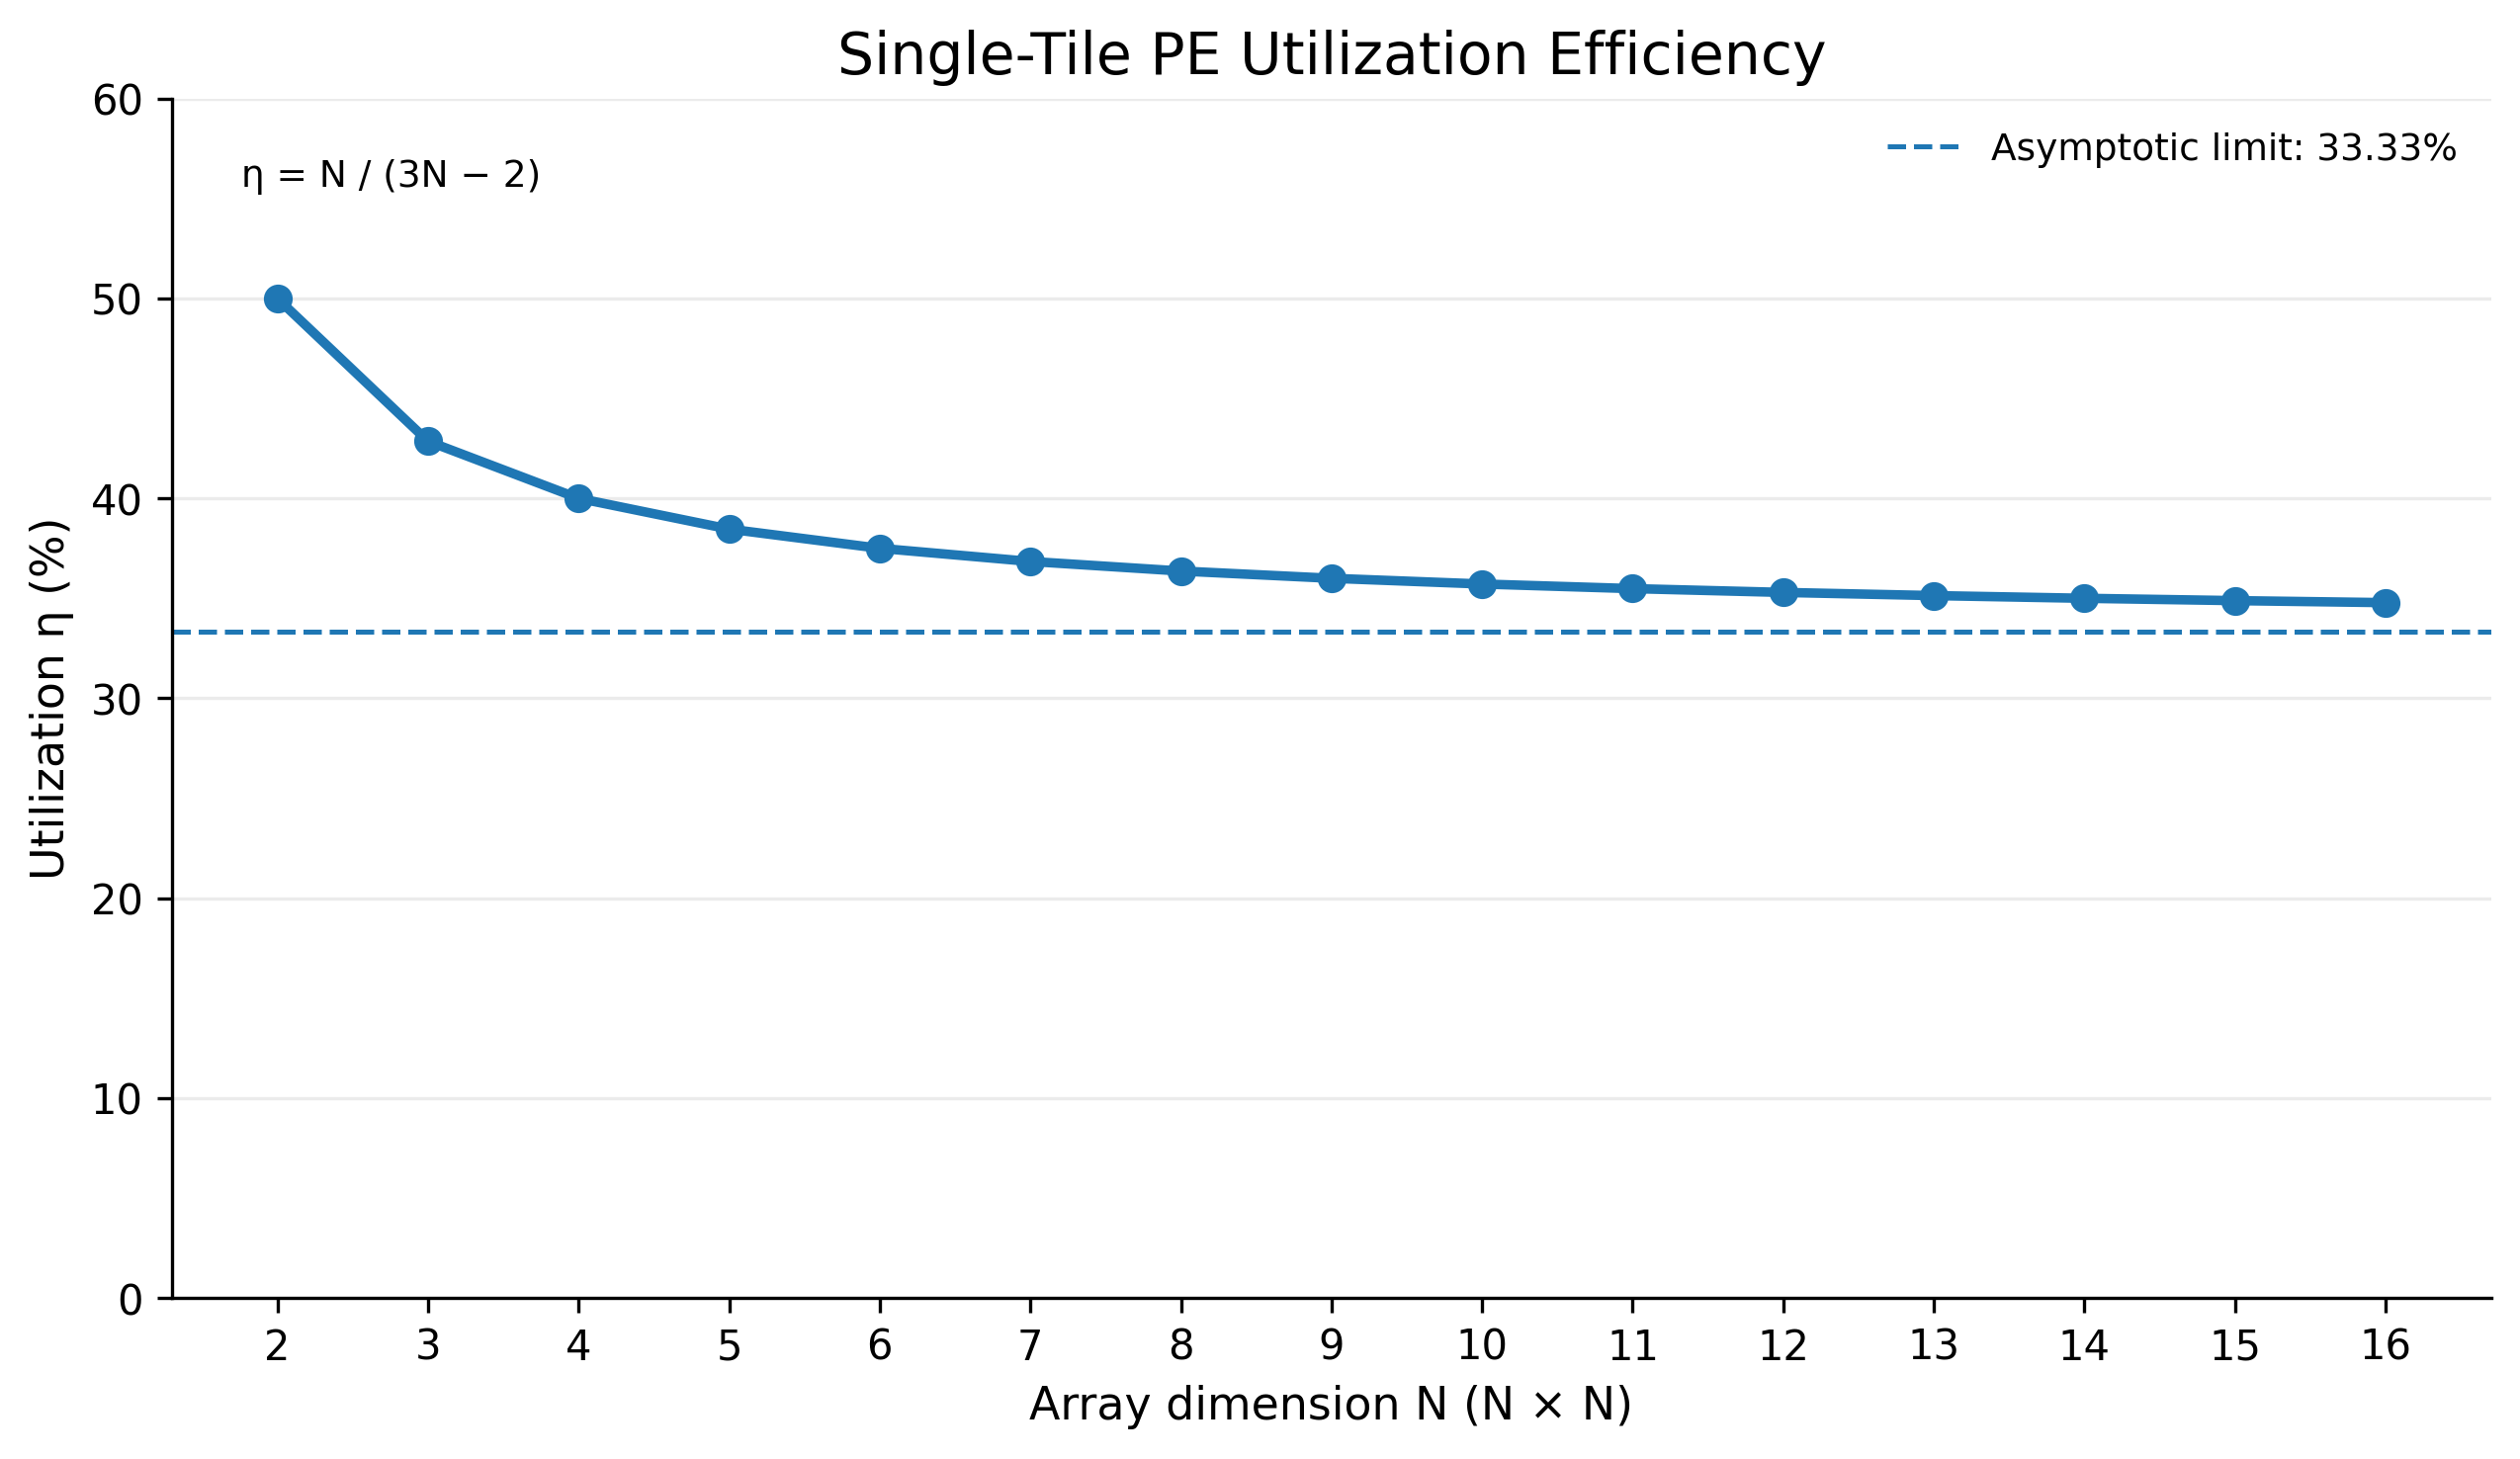 Single-Tile PE Utilization Efficiency
60
50
40
30
20
10
0
Utilization η (%)
η = N / (3N − 2)
Asymptotic limit: 33.33%
2 3 4 5 6 7 8 9 10 11 12 13 14 15 16
Array dimension N (N × N)